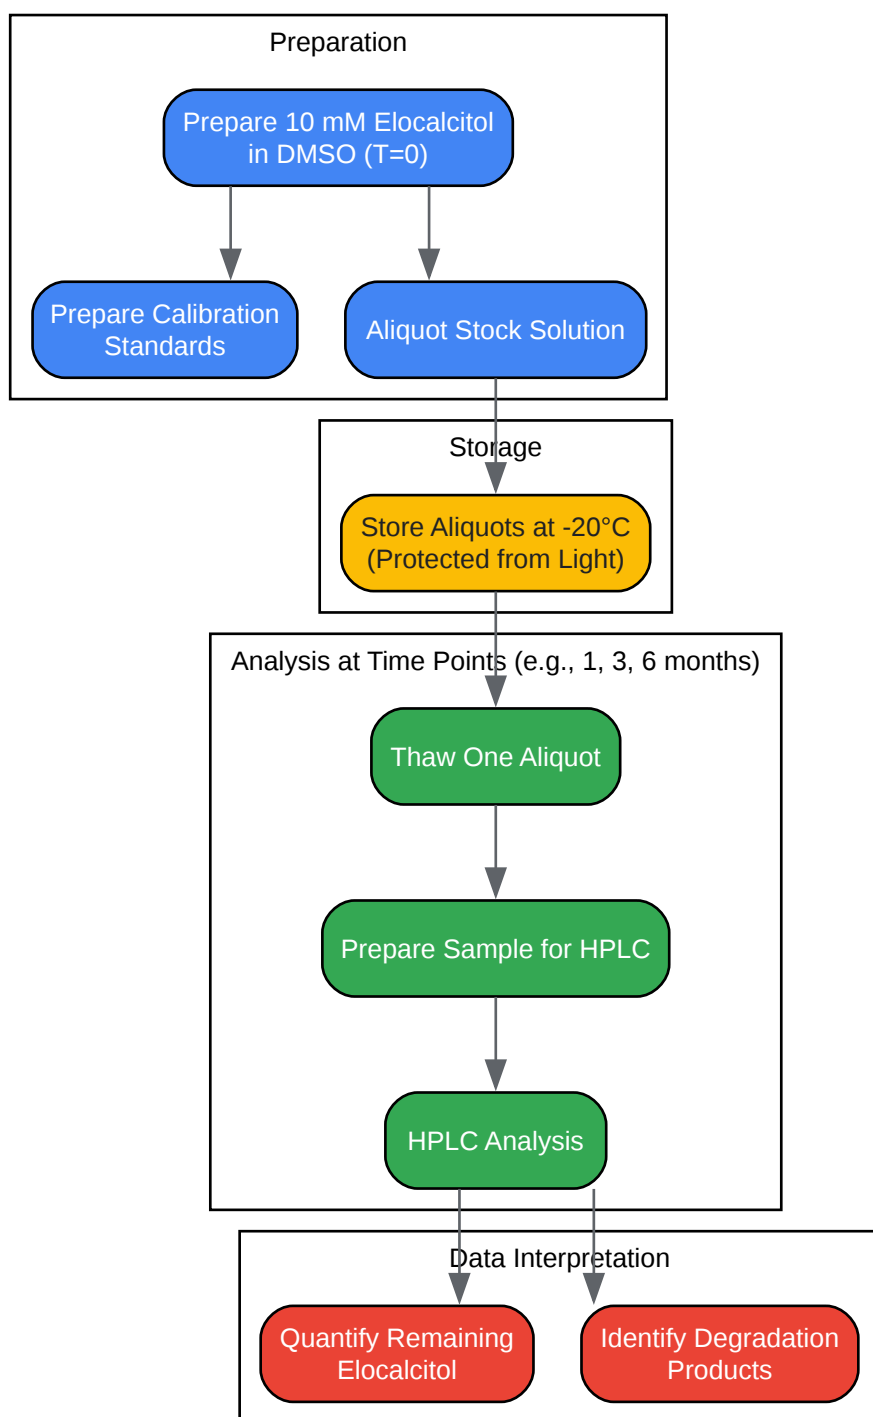 Preparation
Prepare 10 mM Elocalcitol
in DMSO (T=0)
Prepare Calibration
Standards
Aliquot Stock Solution
Storage
Store Aliquots at -20°C
(Protected from Light)
Analysis at Time Points (e.g., 1, 3, 6 months)
Thaw One Aliquot
Prepare Sample for HPLC
HPLC Analysis
Data Interpretation
Quantify Remaining
Elocalcitol
Identify Degradation
Products